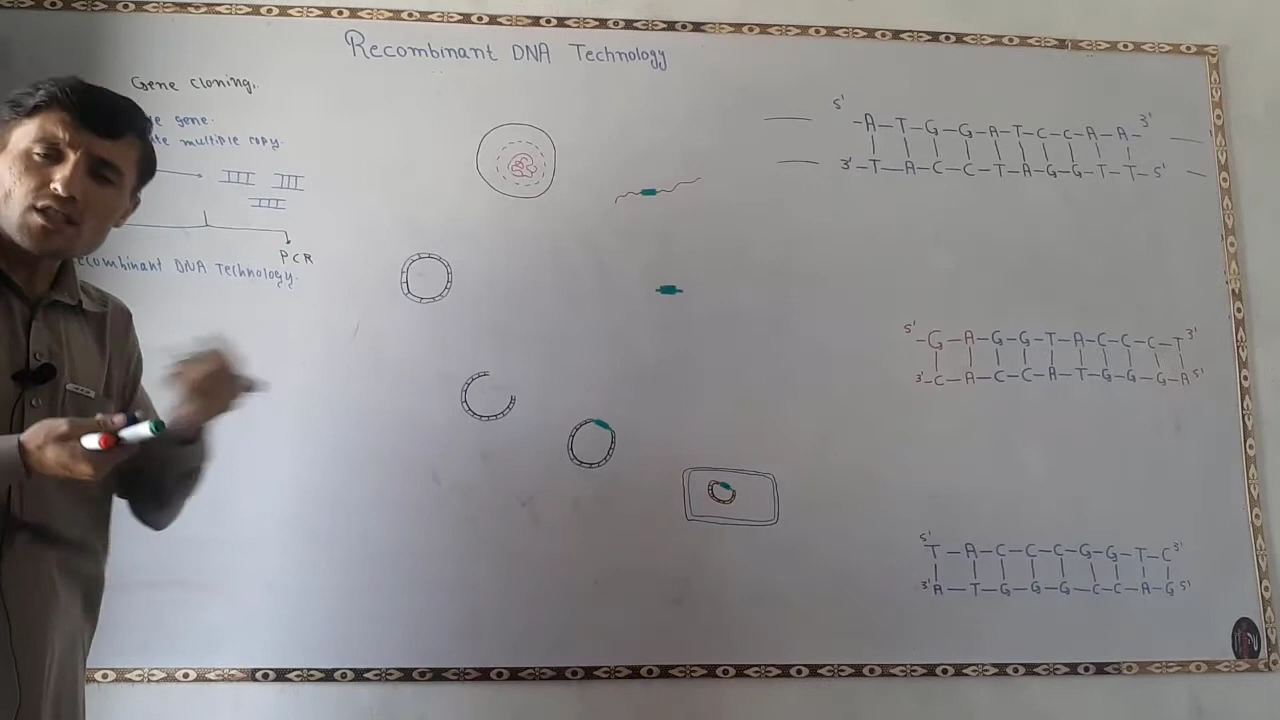 Recombinant DNA Technology
Gene cloning..
gene.
multiple copy.
PCR
Recombinant DNA Technology.
5' -A-T-G-G-A-T-C-C-A-A- 3'
3'-T-A-C-C-T-A-G-G-T-T-5'
5' -G-A-G-G-T-A-C-C-C-T 3'
3'-C-A-C-C-A-T-G-G-G-A 5'
5' T-A-C-C-C-G-G-T-C 3'
3' A-T-G-G-G-C-C-A-G 5'